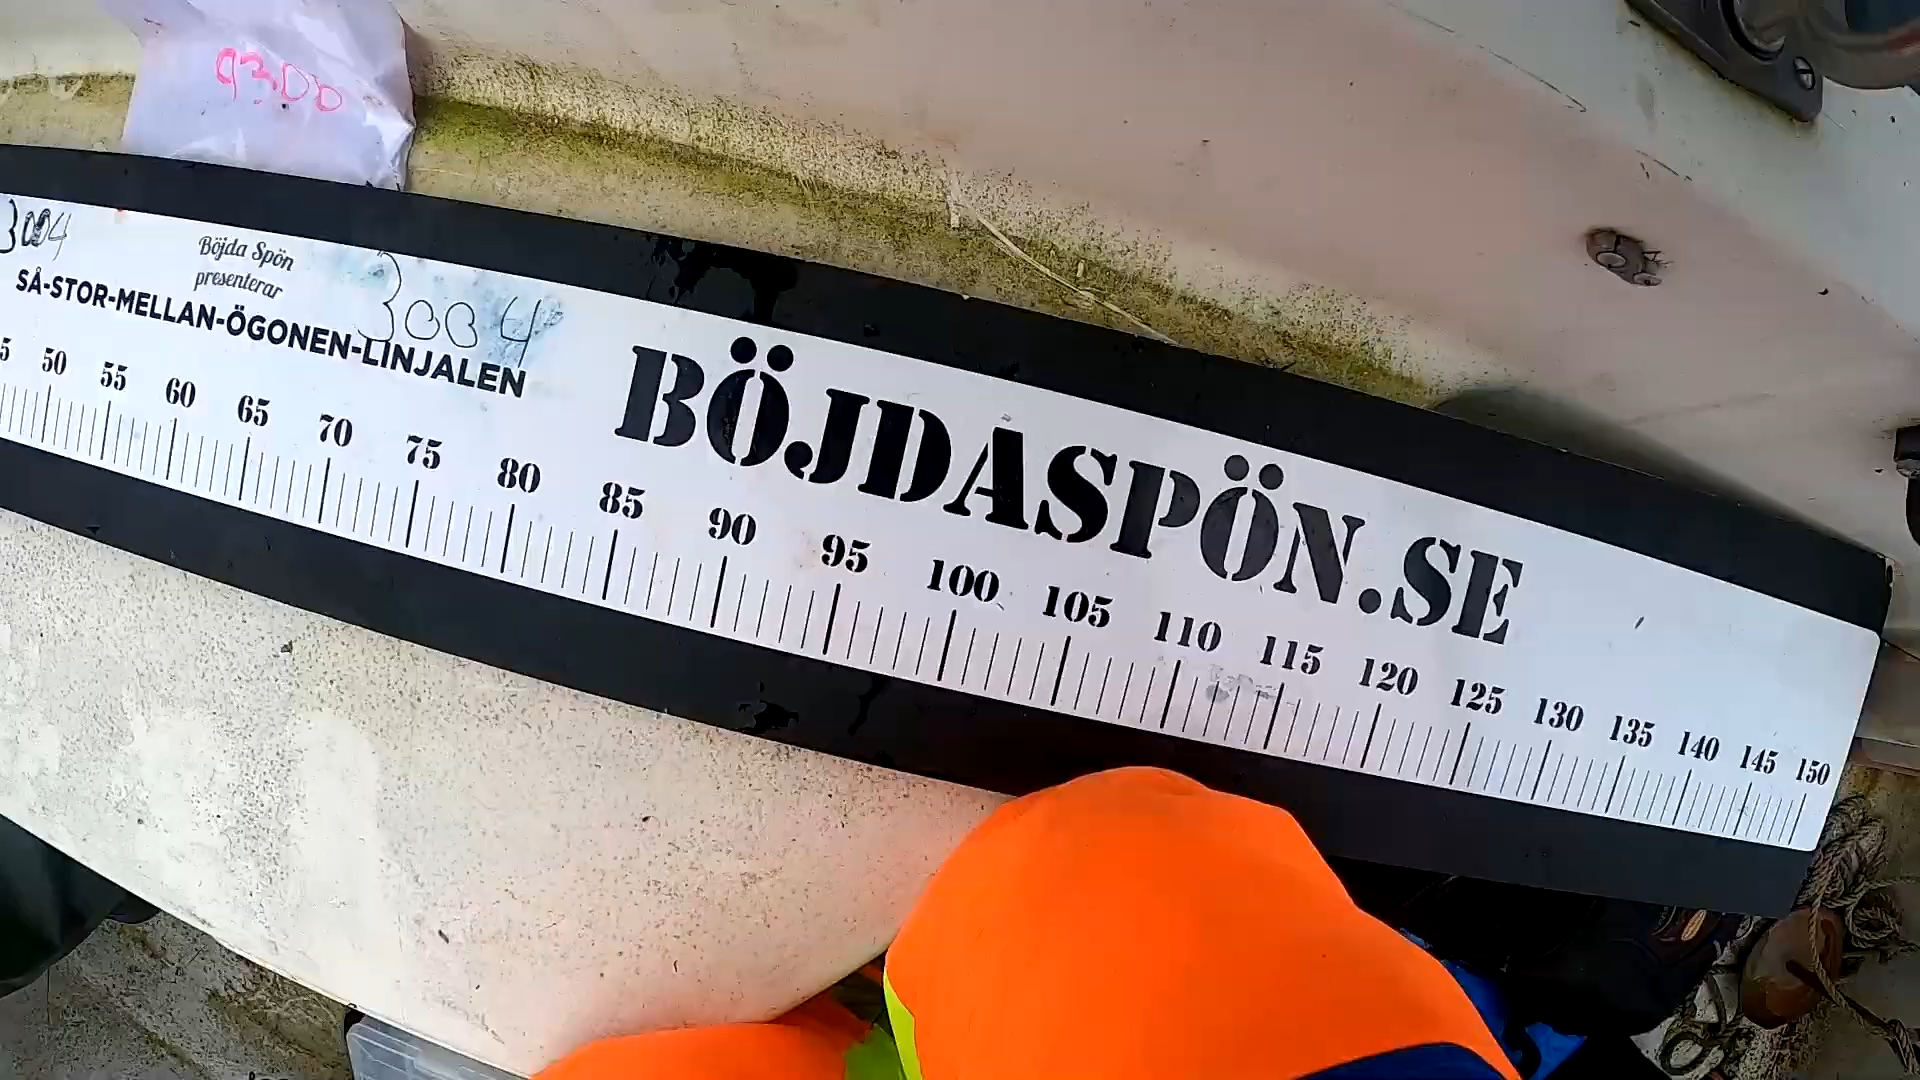 3004
Böjda Spön
presenterar
SÅ-STOR-MELLAN-ÖGONEN-LINJALEN
3004
BÖJDASPÖN.SE
5 50 55 60 65 70 75 80 85 90 95 100 105 110 115 120 125 130 135 140 145 150